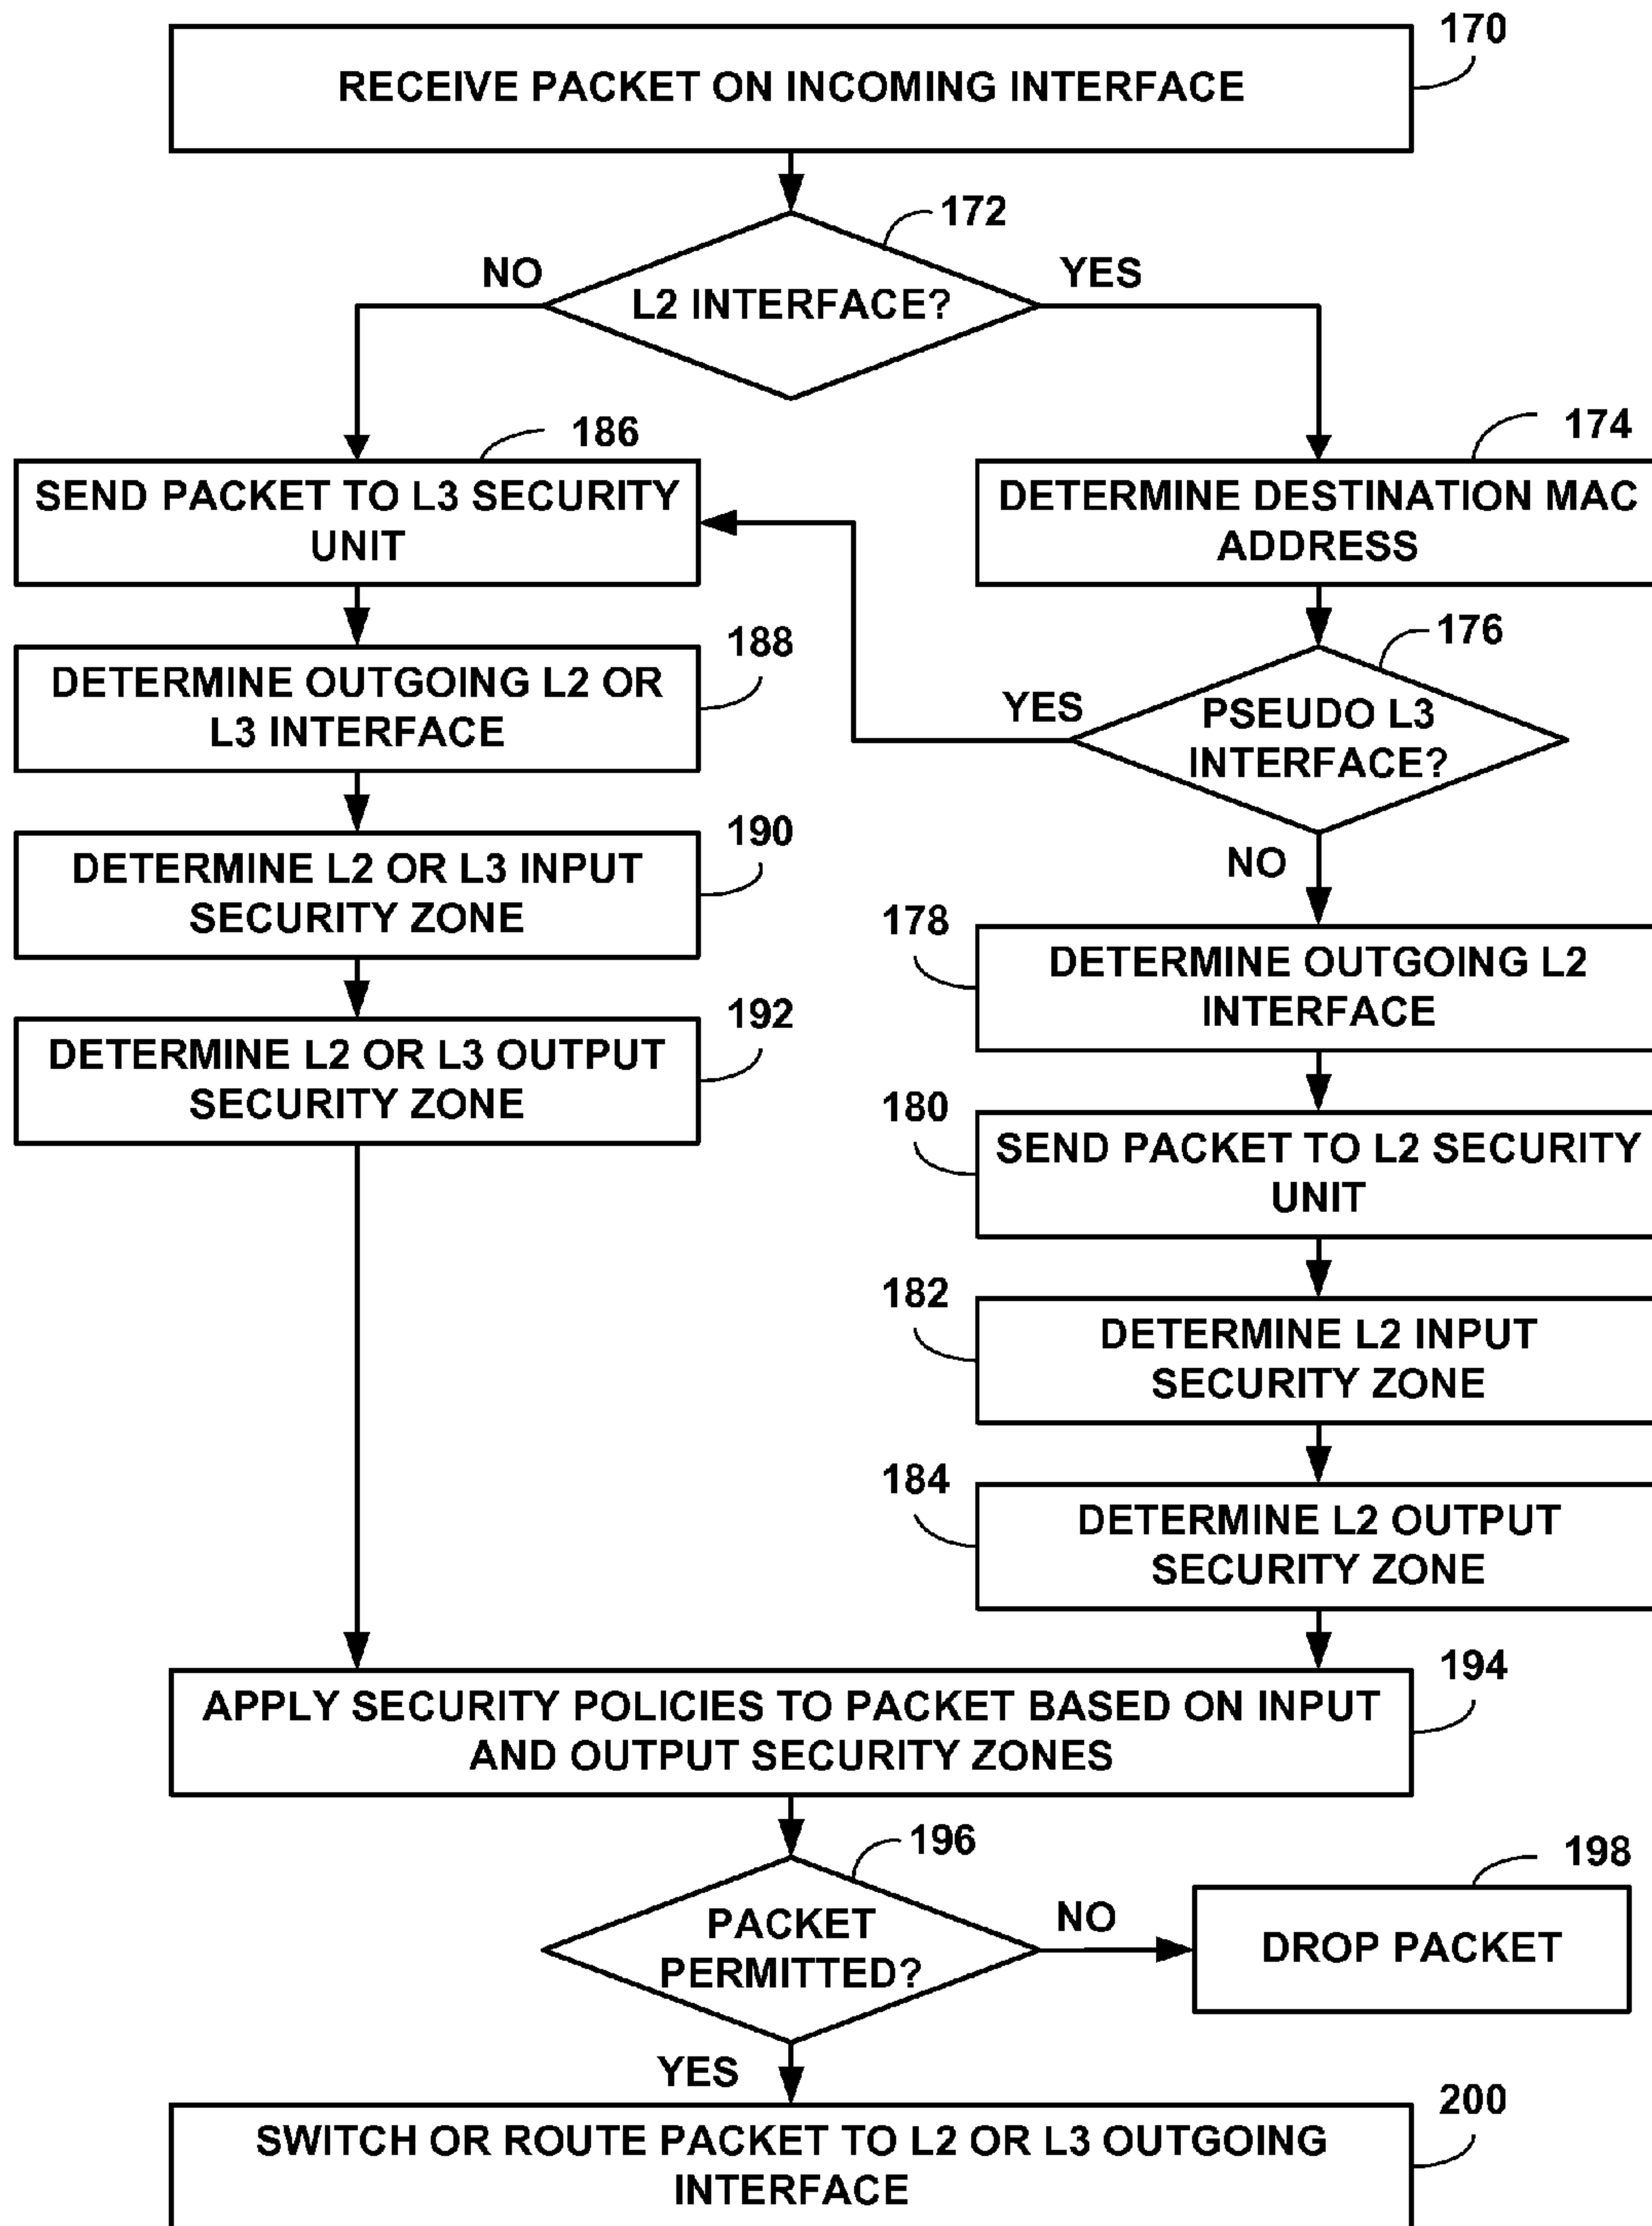 170
RECEIVE PACKET ON INCOMING INTERFACE
172
NO
YES
L2 INTERFACE?
186
174
SEND PACKET TO L3 SECURITY
UNIT
DETERMINE DESTINATION MAC
ADDRESS
188
176
DETERMINE OUTGOING L2 OR
L3 INTERFACE
YES
PSEUDO L3
INTERFACE?
190
NO
DETERMINE L2 OR L3 INPUT
SECURITY ZONE
178
DETERMINE OUTGOING L2
INTERFACE
192
DETERMINE L2 OR L3 OUTPUT
SECURITY ZONE
180
SEND PACKET TO L2 SECURITY
UNIT
182
DETERMINE L2 INPUT
SECURITY ZONE
184
DETERMINE L2 OUTPUT
SECURITY ZONE
194
APPLY SECURITY POLICIES TO PACKET BASED ON INPUT
AND OUTPUT SECURITY ZONES
196
198
PACKET
PERMITTED?
NO
DROP PACKET
YES
200
SWITCH OR ROUTE PACKET TO L2 OR L3 OUTGOING
INTERFACE